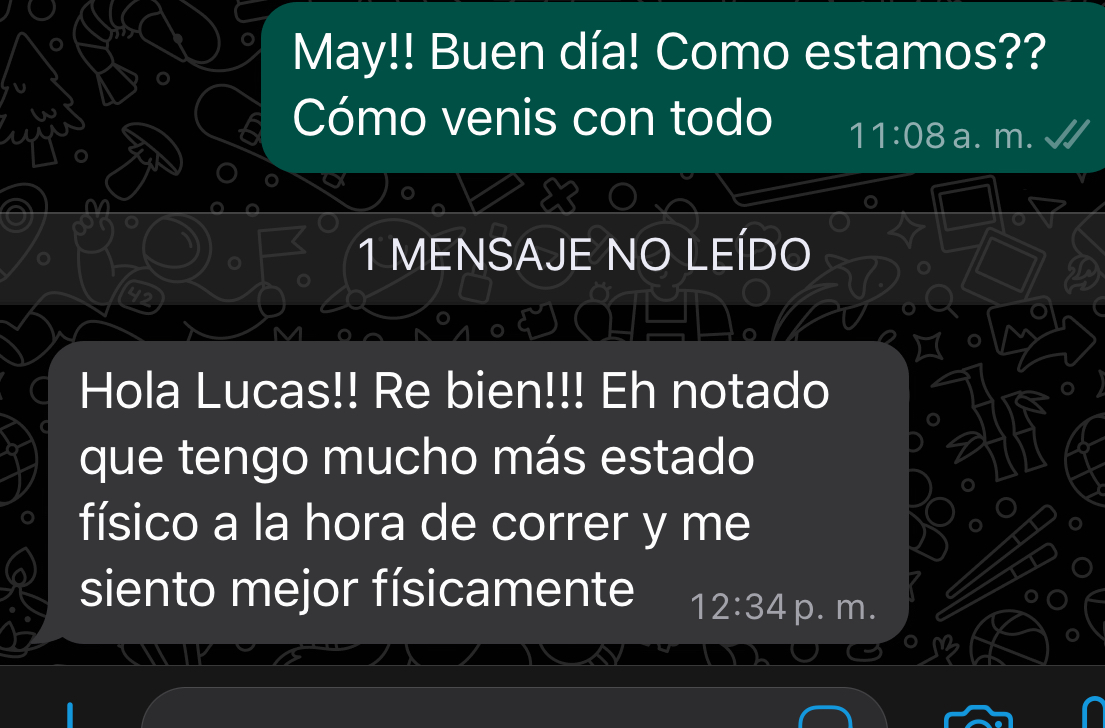 May!! Buen día! Como estamos??
Cómo venis con todo
11:08 a. m.
1 MENSAJE NO LEÍDO
Hola Lucas!! Re bien!!! Eh notado
que tengo mucho más estado
físico a la hora de correr y me
siento mejor físicamente
12:34 p. m.